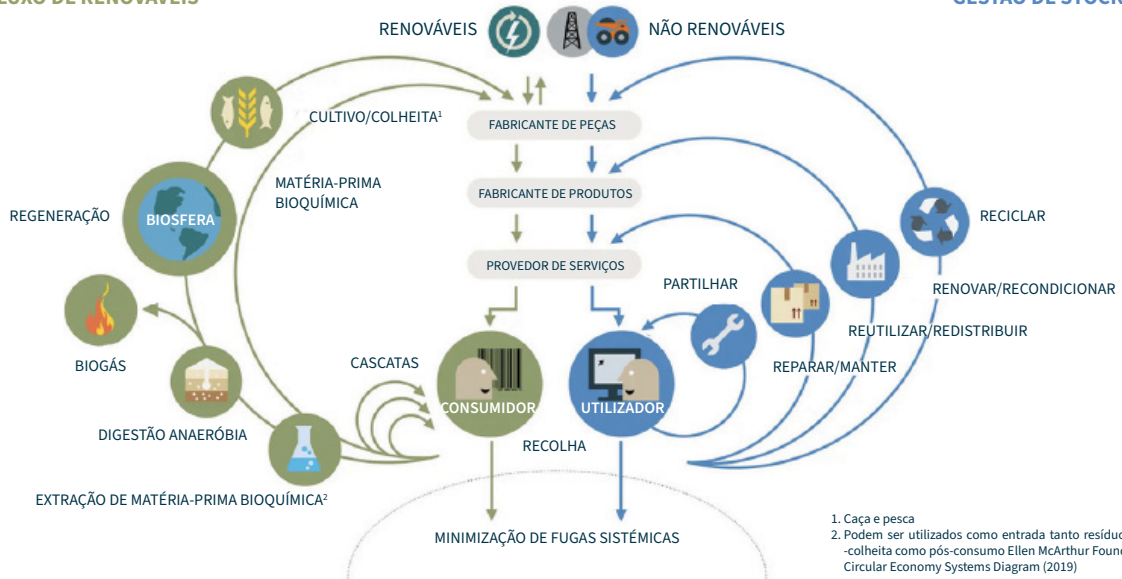 RENOVÁVEIS
NÃO RENOVÁVEIS
CULTIVO/COLHEITA¹
FABRICANTE DE PEÇAS
MATÉRIA-PRIMA
BIOQUÍMICA
FABRICANTE DE PRODUTOS
REGENERAÇÃO
BIOSFERA
RECICLAR
PROVEDOR DE SERVIÇOS
PARTILHAR
RENOVAR/RECONDICIONAR
REUTILIZAR/REDISTRIBUIR
BIOGÁS
CASCATAS
REPARAR/MANTER
CONSUMIDOR
UTILIZADOR
DIGESTÃO ANAERÓBIA
RECOLHA
EXTRAÇÃO DE MATÉRIA-PRIMA BIOQUÍMICA²
MINIMIZAÇÃO DE FUGAS SISTÉMICAS
1. Caça e pesca
2. Podem ser utilizados como entrada tanto resíduc
-colheita como pós-consumo Ellen McArthur Foun
Circular Economy Systems Diagram (2019)